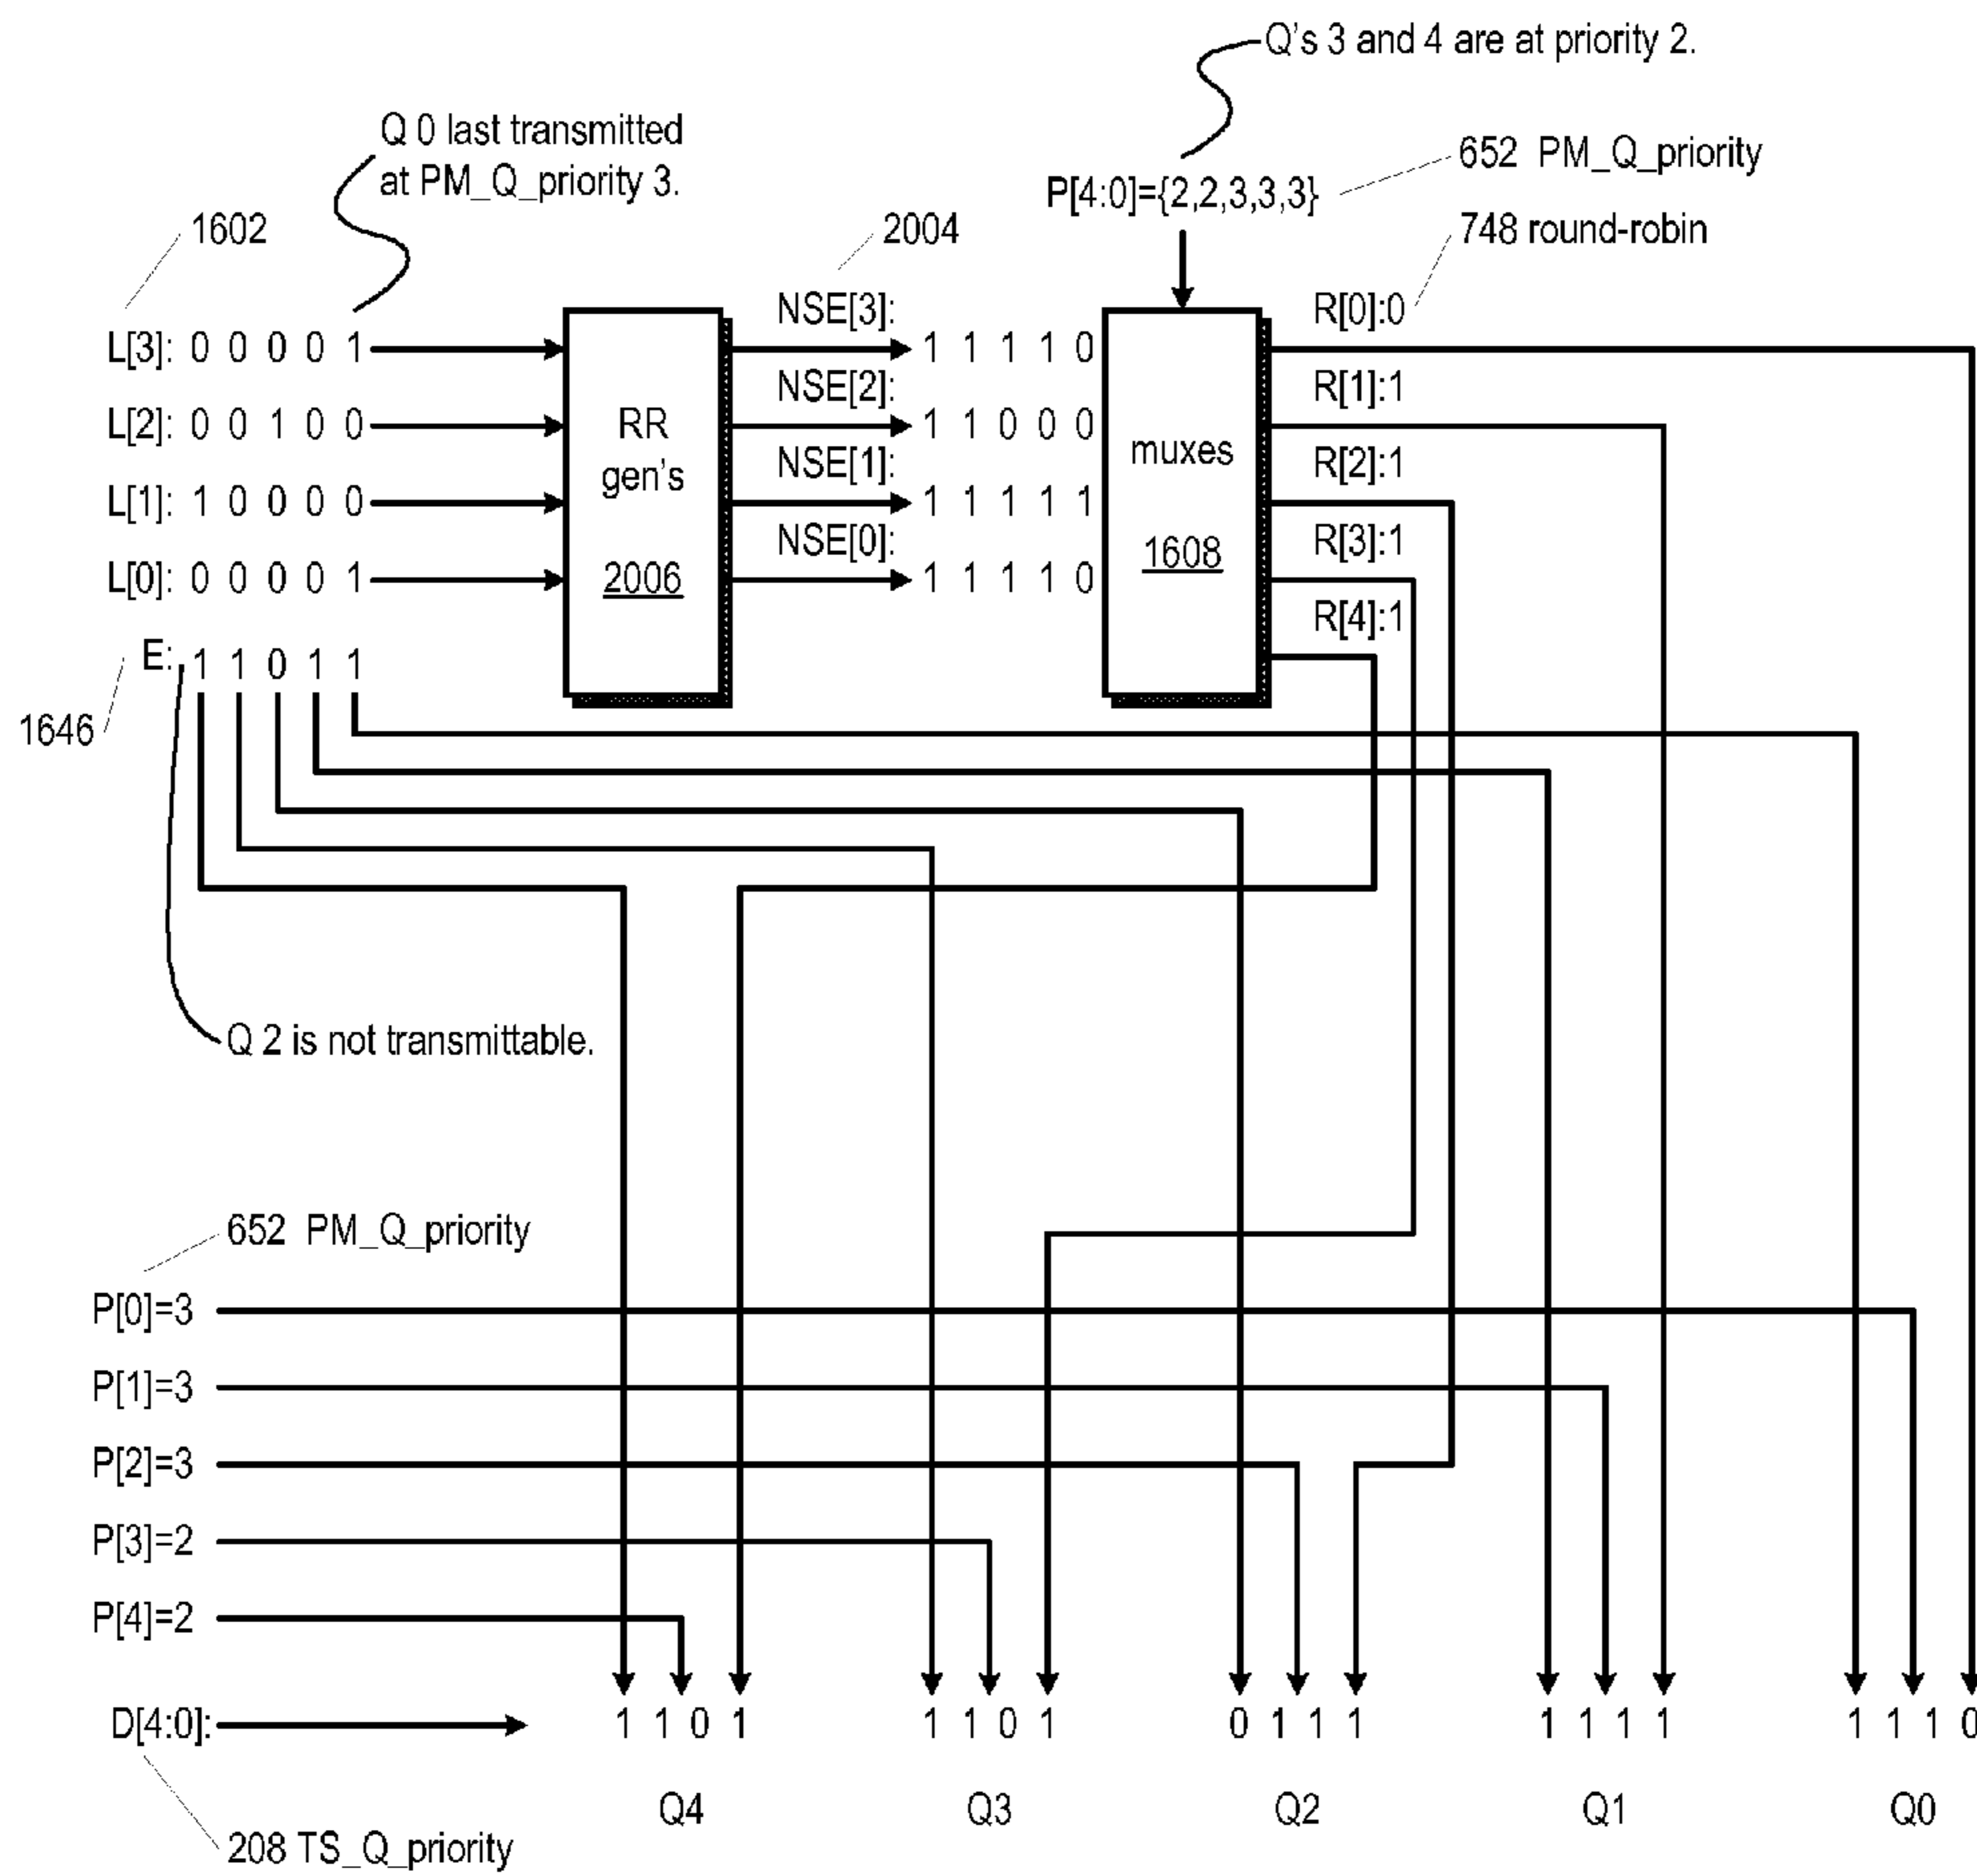 Q's 3 and 4 are at priority 2.
Q 0 last transmitted
at PM_Q_priority 3.
652 PM_Q_priority
P[4:0]={2,2,3,3,3}
1602
2004
748 round-robin
NSE[3]:
R[0]:0
L[3]: 0 0 0 0 1
1 1 1 1 0
NSE[2]:
R[1]:1
L[2]: 0 0 1 0 0
RR
1 1 0 0 0
muxes
NSE[1]:
R[2]:1
gen's
L[1]: 1 0 0 0 0
1 1 1 1 1
NSE[0]:
R[3]:1
1608
L[0]: 0 0 0 0 1
2006
1 1 1 1 0
R[4]:1
E: 1 1 0 1 1
1646
Q 2 is not transmittable.
652 PM_Q_priority
P[0]=3
P[1]=3
P[2]=3
P[3]=2
P[4]=2
D[4:0]: 1 1 0 1 1 1 0 1 0 1 1 1 1 1 1 1 1 1 1 0
Q4 Q3 Q2 Q1 Q0
208 TS_Q_priority